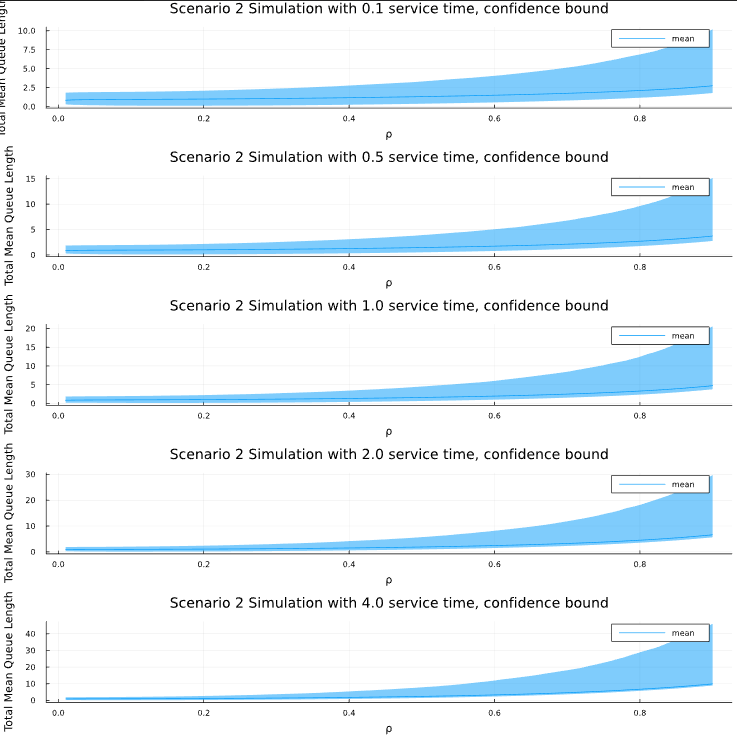 Scenario 2 Simulation with 0.1 service time, confidence bound
Total Mean Queue Length
10.0
7.5
5.0
2.5
0.0
mean
0.0 0.2 0.4 0.6 0.8
ρ
Scenario 2 Simulation with 0.5 service time, confidence bound
Total Mean Queue Length
15
10
5
0
mean
0.0 0.2 0.4 0.6 0.8
ρ
Scenario 2 Simulation with 1.0 service time, confidence bound
Total Mean Queue Length
20
15
10
5
0
mean
0.0 0.2 0.4 0.6 0.8
ρ
Scenario 2 Simulation with 2.0 service time, confidence bound
Total Mean Queue Length
30
20
10
0
mean
0.0 0.2 0.4 0.6 0.8
ρ
Scenario 2 Simulation with 4.0 service time, confidence bound
Total Mean Queue Length
40
30
20
10
0
mean
0.0 0.2 0.4 0.6 0.8
ρ